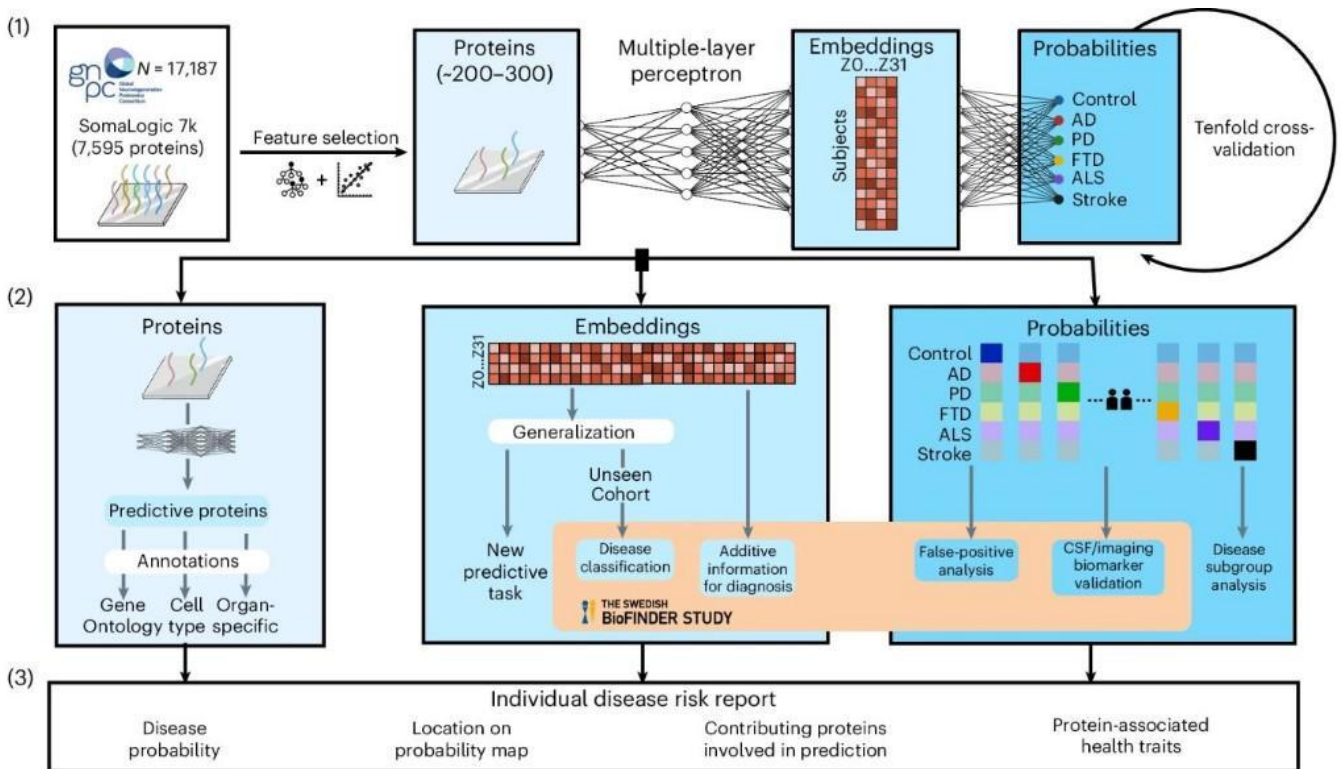 (1)
gnpc
Global
Neurodegeneration
Proteomics
Consortium
N = 17,187
SomaLogic 7k
(7,595 proteins)
Feature selection
+
Proteins
(~200–300)
Multiple-layer
perceptron
Embeddings
Z0...Z31
Subjects
Probabilities
Control
AD
PD
FTD
ALS
Stroke
Tenfold cross-
validation
(2)
Proteins
Predictive proteins
Annotations
Gene
Ontology
Cell
type
Organ-
specific
Embeddings
Z0...Z31
Generalization
Unseen
Cohort
New
predictive
task
Disease
classification
Additive
information
for diagnosis
THE SWEDISH
BioFINDER STUDY
Probabilities
Control
AD
PD
FTD
ALS
Stroke
False-positive
analysis
CSF/imaging
biomarker
validation
Disease
subgroup
analysis
(3)
Individual disease risk report
Disease
probability
Location on
probability map
Contributing proteins
involved in prediction
Protein-associated
health traits